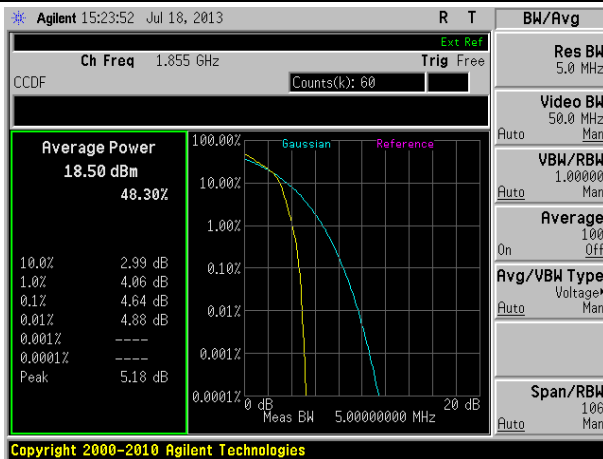 Agilent 15:23:52 Jul 18, 2013 R T
Ext Ref
Ch Freq 1.855 GHz Trig Free
CCDF Counts(k): 60
Average Power
18.50 dBm
48.30%
10.0% 2.99 dB
1.0% 4.06 dB
0.1% 4.64 dB
0.01% 4.88 dB
0.001% ----
0.0001% ----
Peak 5.18 dB
Gaussian Reference
100.00%
10.00%
1.00%
0.10%
0.01%
0.001%
0.0001%
0 dB 20 dB
Meas BW 5.00000000 MHz
BW/Avg
Res BW
5.0 MHz
Video BW
50.0 MHz
Auto Man
VBW/RBW
1.00000
Auto Man
Average
100
On Off
Avg/VBW Type
Voltage
Auto Man
Span/RBW
106
Auto Man
Copyright 2000-2010 Agilent Technologies